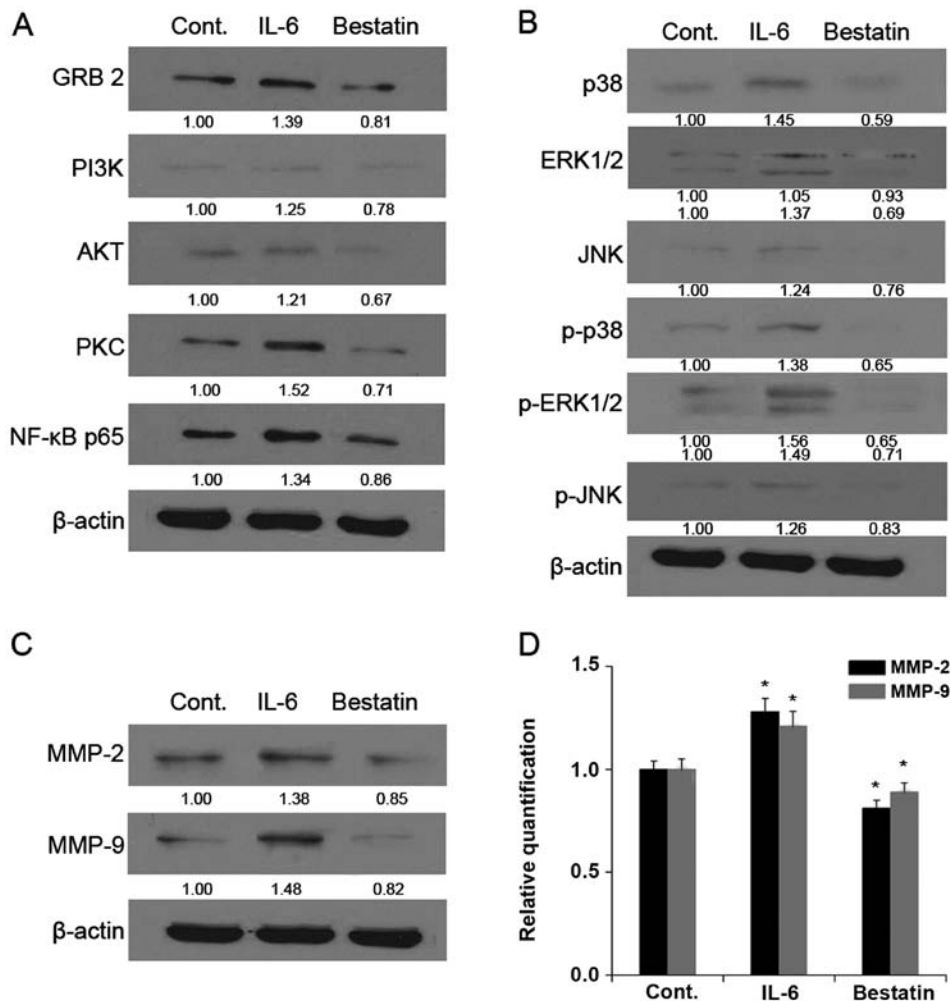 A
Cont. IL-6 Bestatin
GRB 2
1.00 1.39 0.81
PI3K
1.00 1.25 0.78
AKT
1.00 1.21 0.67
PKC
1.00 1.52 0.71
NF-κB p65
1.00 1.34 0.86
β-actin
B
Cont. IL-6 Bestatin
p38
1.00 1.45 0.59
ERK1/2
1.00 1.05 0.93
1.00 1.37 0.69
JNK
1.00 1.24 0.76
p-p38
1.00 1.38 0.65
p-ERK1/2
1.00 1.56 0.65
1.00 1.49 0.71
p-JNK
1.00 1.26 0.83
β-actin
C
Cont. IL-6 Bestatin
MMP-2
1.00 1.38 0.85
MMP-9
1.00 1.48 0.82
β-actin
D
MMP-2
MMP-9
Relative quantification
1.5
1.0
0.5
0.0
* *
* *
Cont. IL-6 Bestatin